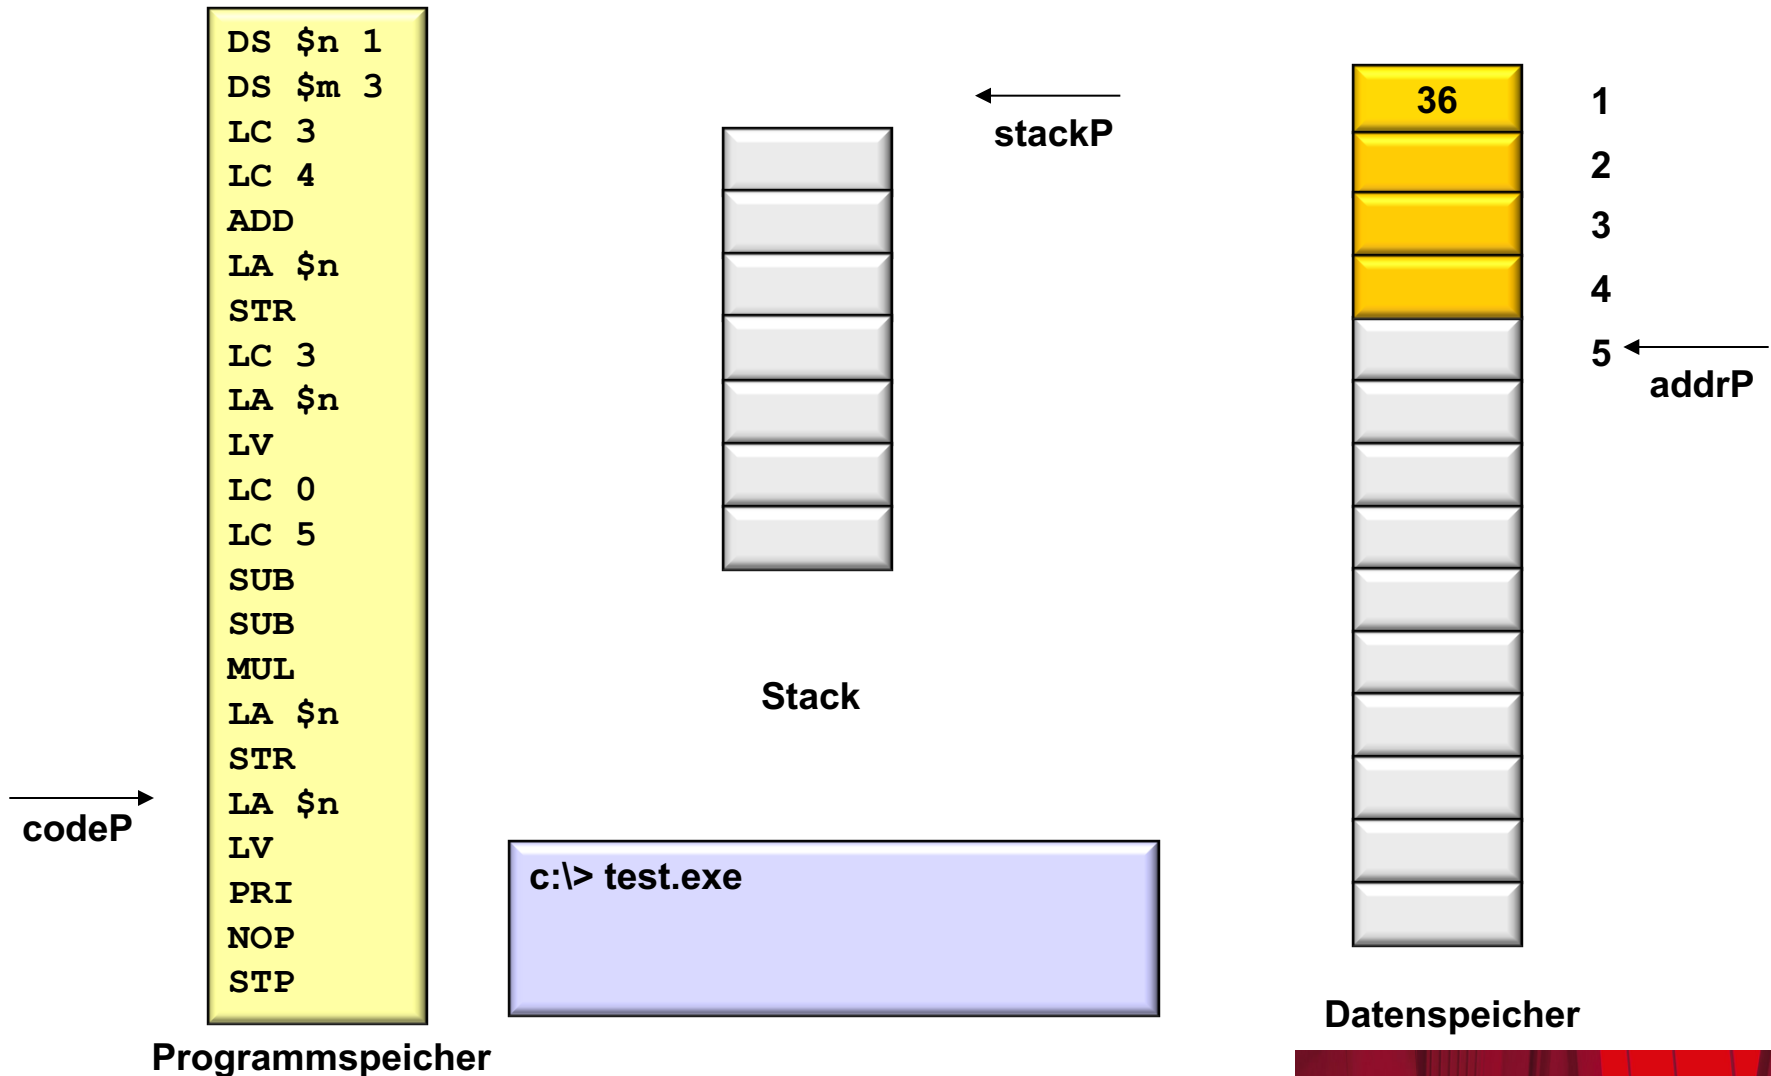 DS $n 1
DS $m 3
LC 3
LC 4
ADD
LA $n
STR
LC 3
LA $n
LV
LC 0
LC 5
SUB
SUB
MUL
LA $n
STR
LA $n
LV
PRI
NOP
STP
Programmspeicher
codeP
stackP
Stack
c:\> test.exe
36
1
2
3
4
5
addrP
Datenspeicher